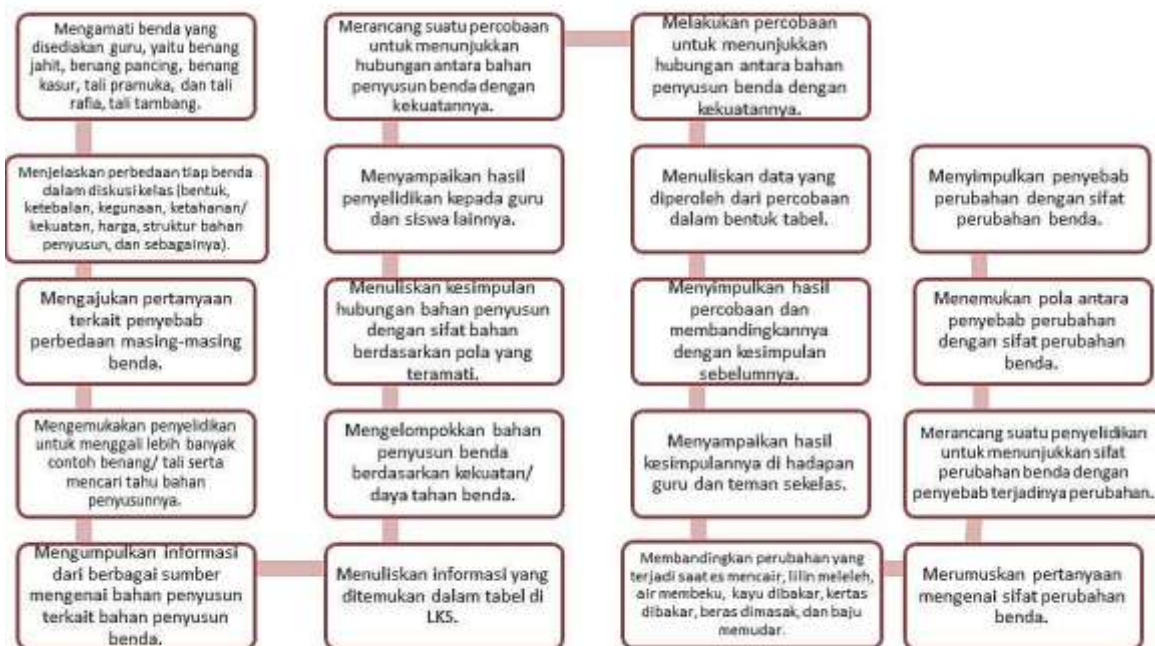 Mengamati benda yang
disediakan guru, yaitu benang
jahit, benang pancing, benang
kasur, tali pramuka, dan tali
rafia, tali tambang.
Menjelaskan perbedaan tiap benda
dalam diskusi kelas (bentuk,
ketebalan, kegunaan, ketahanan/
kekuatan, harga, struktur bahan
penyusun, dan sebagainya).
Mengajukan pertanyaan
terkait penyebab
perbedaan masing-masing
benda.
Mengemukakan penyelidikan
untuk menggali lebih banyak
contoh benang/ tali serta
mencari tahu bahan
penyusunnya.
Mengumpulkan informasi
dari berbagai sumber
mengenai bahan penyusun
terkait bahan penyusun
benda.
Menuliskan informasi yang
ditemukan dalam tabel di
LKS.
Mengelompokkan bahan
penyusun benda
berdasarkan kekuatan/
daya tahan benda.
Menuliskan kesimpulan
hubungan bahan penyusun
dengan sifat bahan
berdasarkan pola yang
teramati.
Menyampaikan hasil
penyelidikan kepada guru
dan siswa lainnya.
Merancang suatu percobaan
untuk menunjukkan
hubungan antara bahan
penyusun benda dengan
kekuatannya.
Melakukan percobaan
untuk menunjukkan
hubungan antara bahan
penyusun benda dengan
kekuatannya.
Menuliskan data yang
diperoleh dari percobaan
dalam bentuk tabel.
Menyimpulkan hasil
percobaan dan
membandingkannya
dengan kesimpulan
sebelumnya.
Menyampaikan hasil
kesimpulannya di hadapan
guru dan teman sekelas.
Membandingkan perubahan yang
terjadi saat es mencair, lilin meleleh,
air membeku, kayu dibakar, kertas
dibakar, beras dimasak, dan baju
memudar.
Merumuskan pertanyaan
mengenai sifat perubahan
benda.
Merancang suatu penyelidikan
untuk menunjukkan sifat
perubahan benda dengan
penyebab terjadinya perubahan.
Menemukan pola antara
penyebab perubahan
dengan sifat perubahan
benda.
Menyimpulkan penyebab
perubahan dengan sifat
perubahan benda.